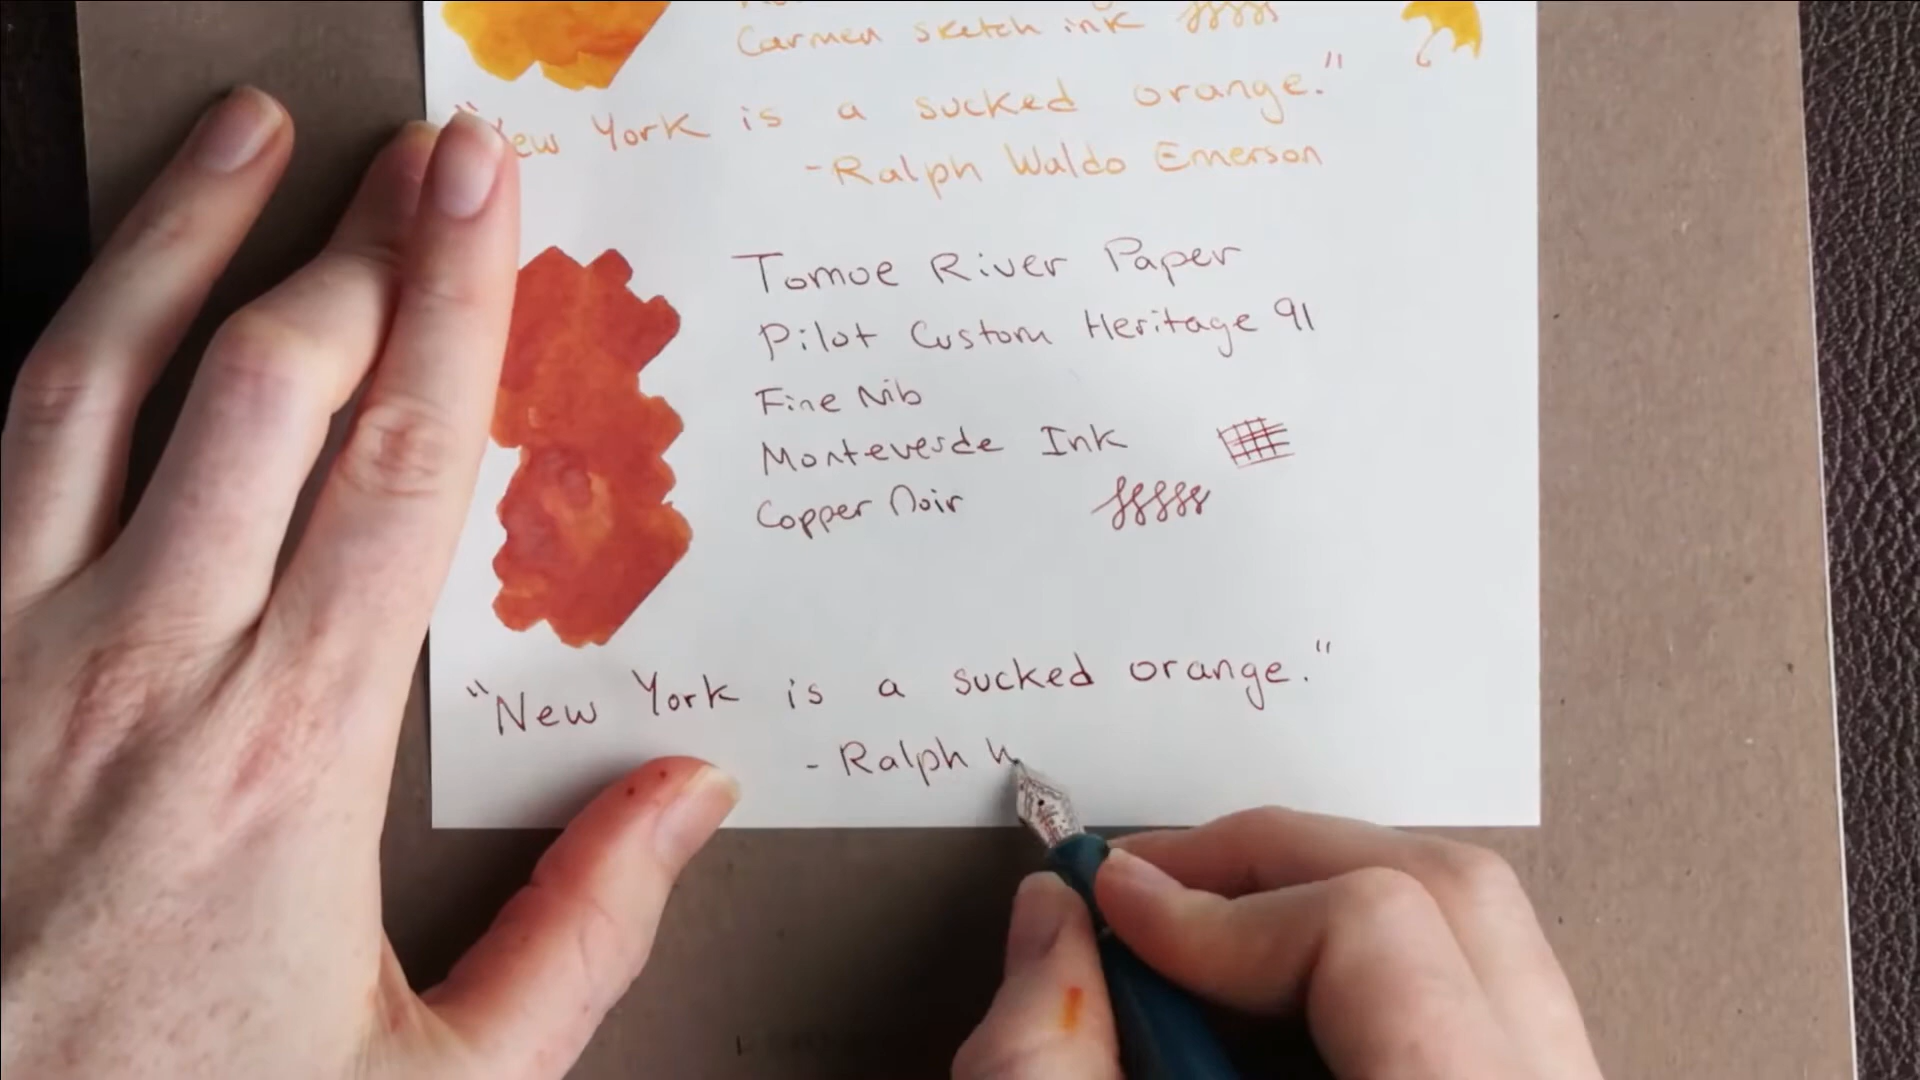 Carmen sketch ink
"New York is a sucked orange."
-Ralph Waldo Emerson
Tomoe River Paper
Pilot Custom Heritage 91
Fine Nib
Monteverde Ink
Copper Noir
"New York is a sucked orange."
- Ralph W